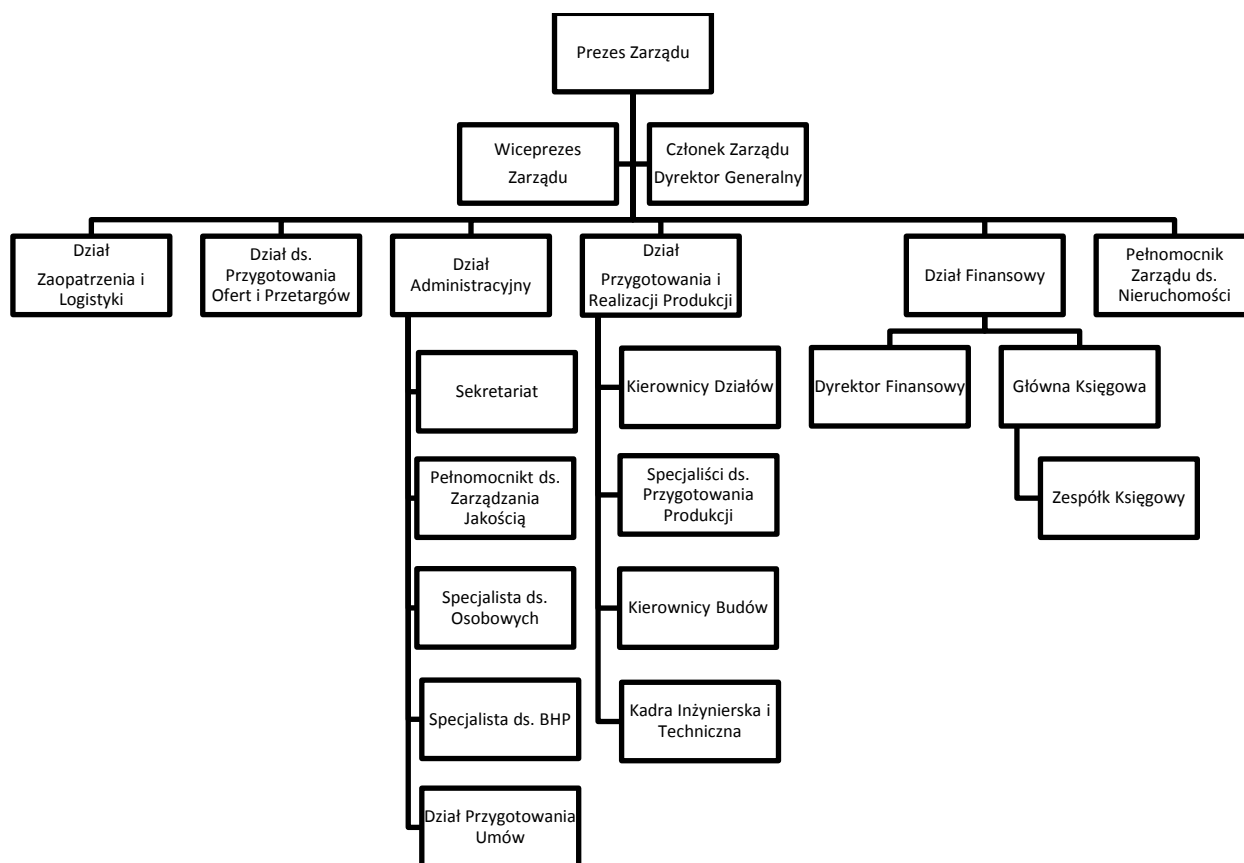 Prezes Zarządu
Wiceprezes
Zarządu
Członek Zarządu
Dyrektor Generalny
Dział
Zaopatrzenia i
Logistyki
Dział ds.
Przygotowania
Ofert i Przetargów
Dział
Administracyjny
Dział
Przygotowania i
Realizacji Produkcji
Dział Finansowy
Pełnomocnik
Zarządu ds.
Nieruchomości
Sekretariat
Pełnomocnikt ds.
Zarządzania
Jakością
Specjalista ds.
Osobowych
Specjalista ds. BHP
Dział Przygotowania
Umów
Kierownicy Działów
Specjaliści ds.
Przygotowania
Produkcji
Kierownicy Budów
Kadra Inżynierska i
Techniczna
Dyrektor Finansowy
Główna Księgowa
Zespółk Księgowy